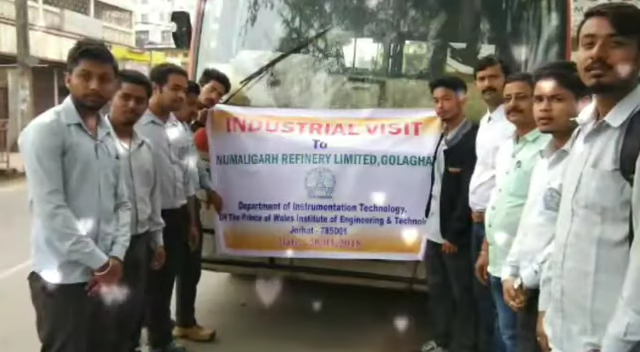 INDUSTRIAL VISIT
To
NUMALIGARH REFINERY LIMITED, GOLAGHA
Department of Instrumentation Technology,
The Prince of Wales Institute of Engineering & Technol
Jorhat - 785001